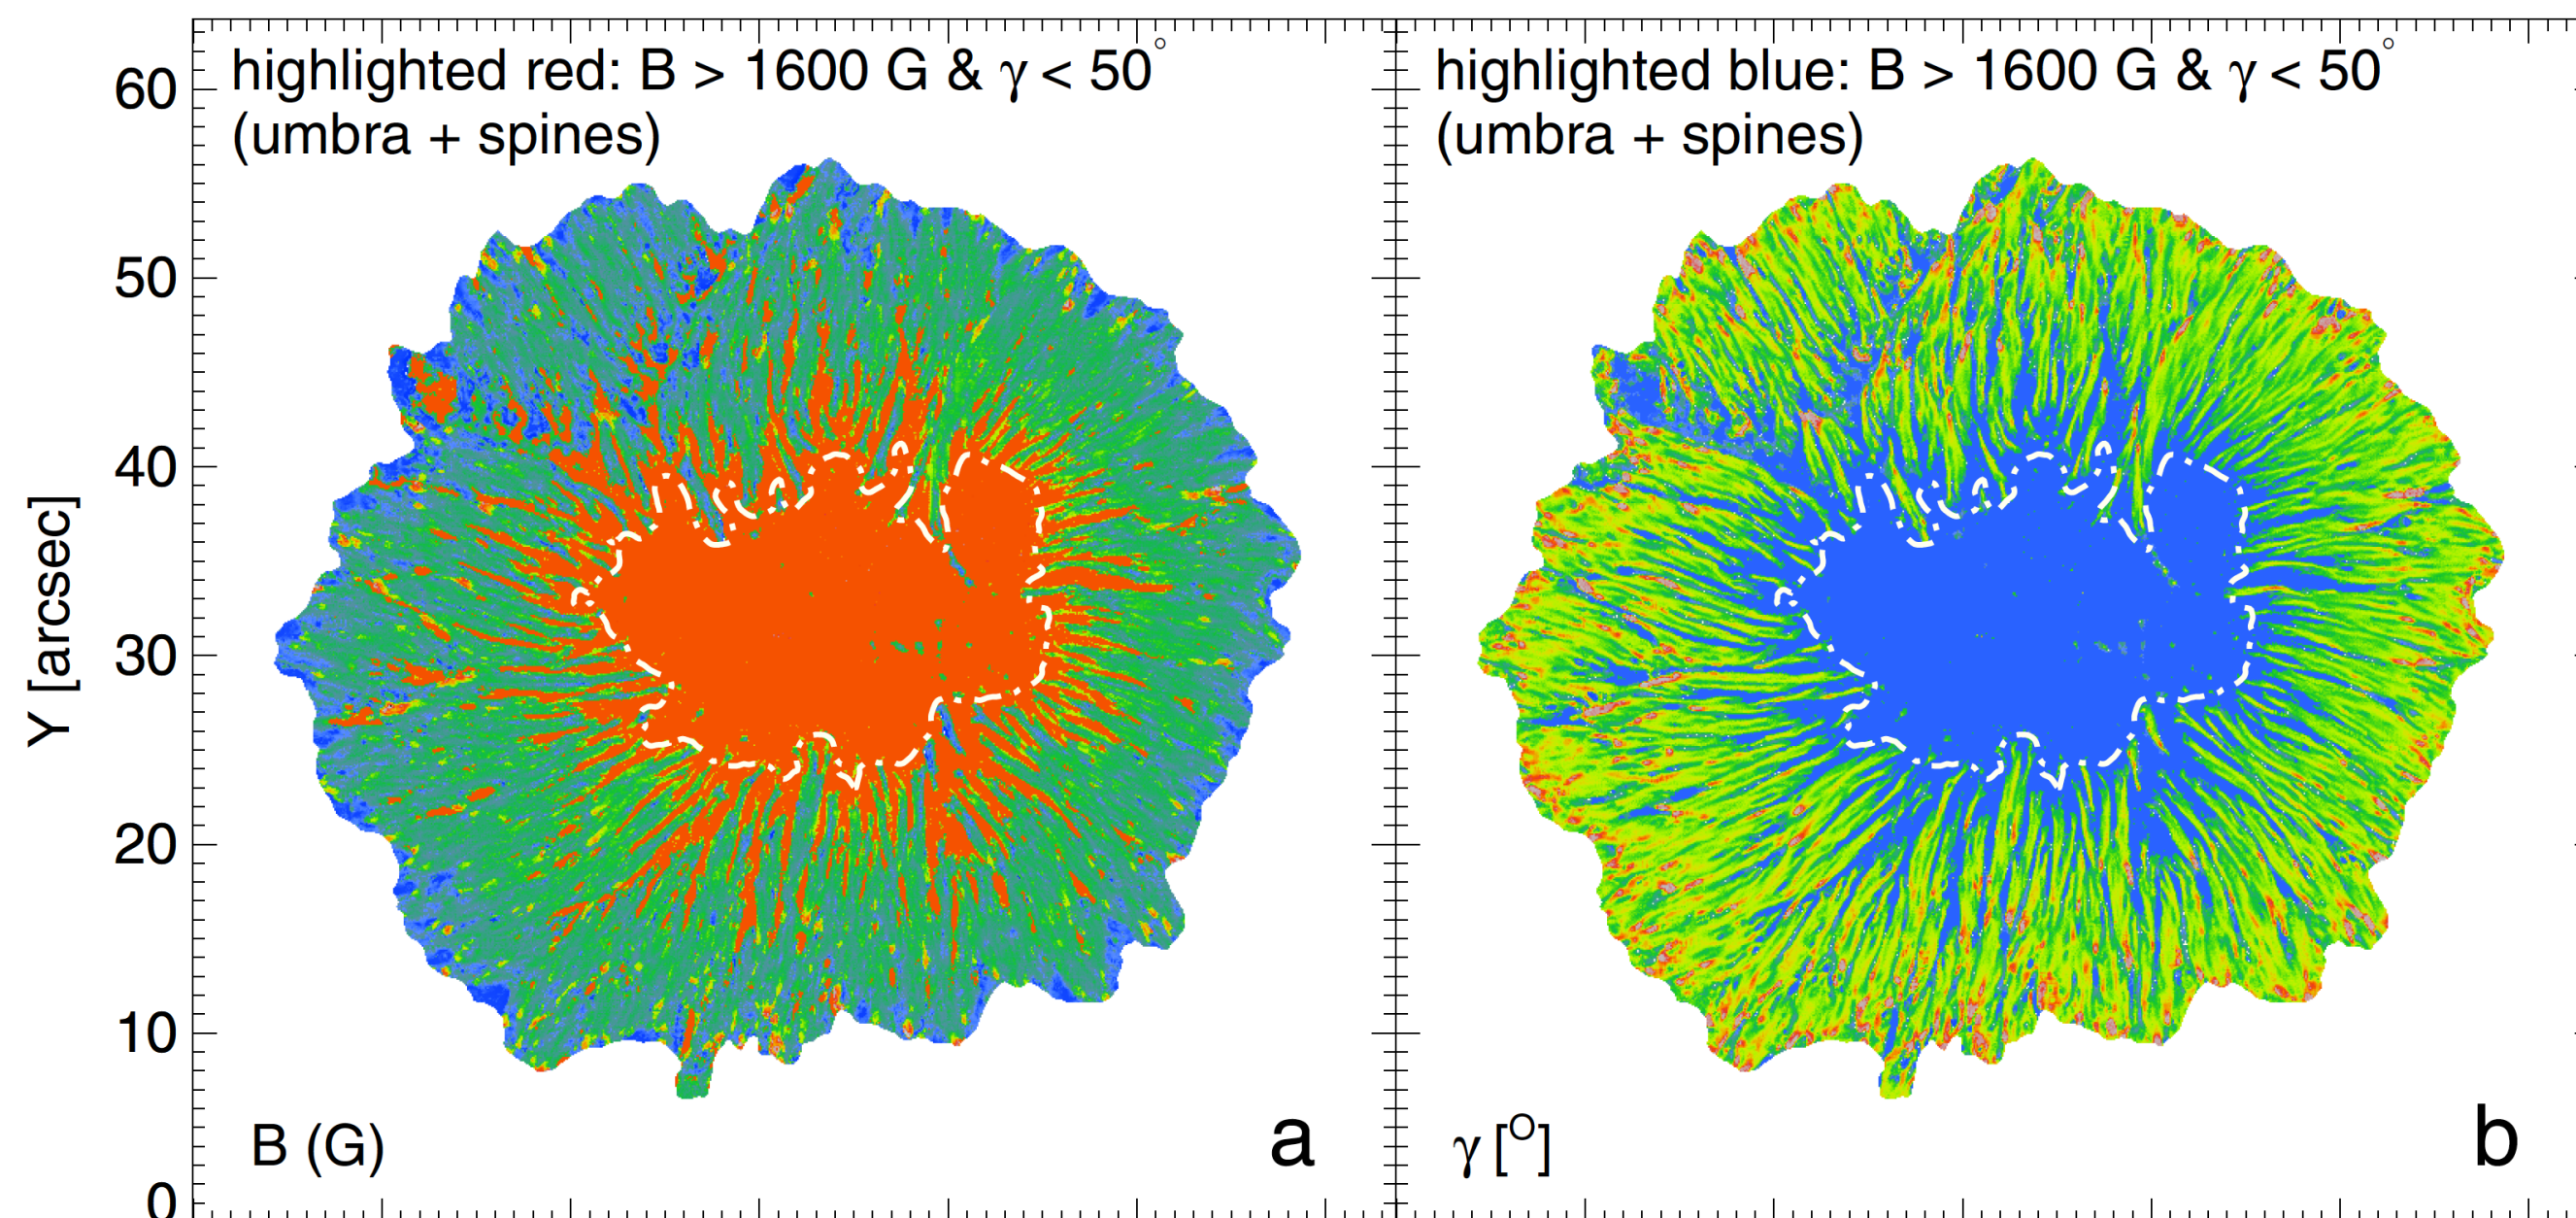 highlighted red: B > 1600 G & γ < 50°
(umbra + spines)
highlighted blue: B > 1600 G & γ < 50°
(umbra + spines)
60
50
40
30
20
10
0
Y [arcsec]
B (G)
a
γ [°]
b